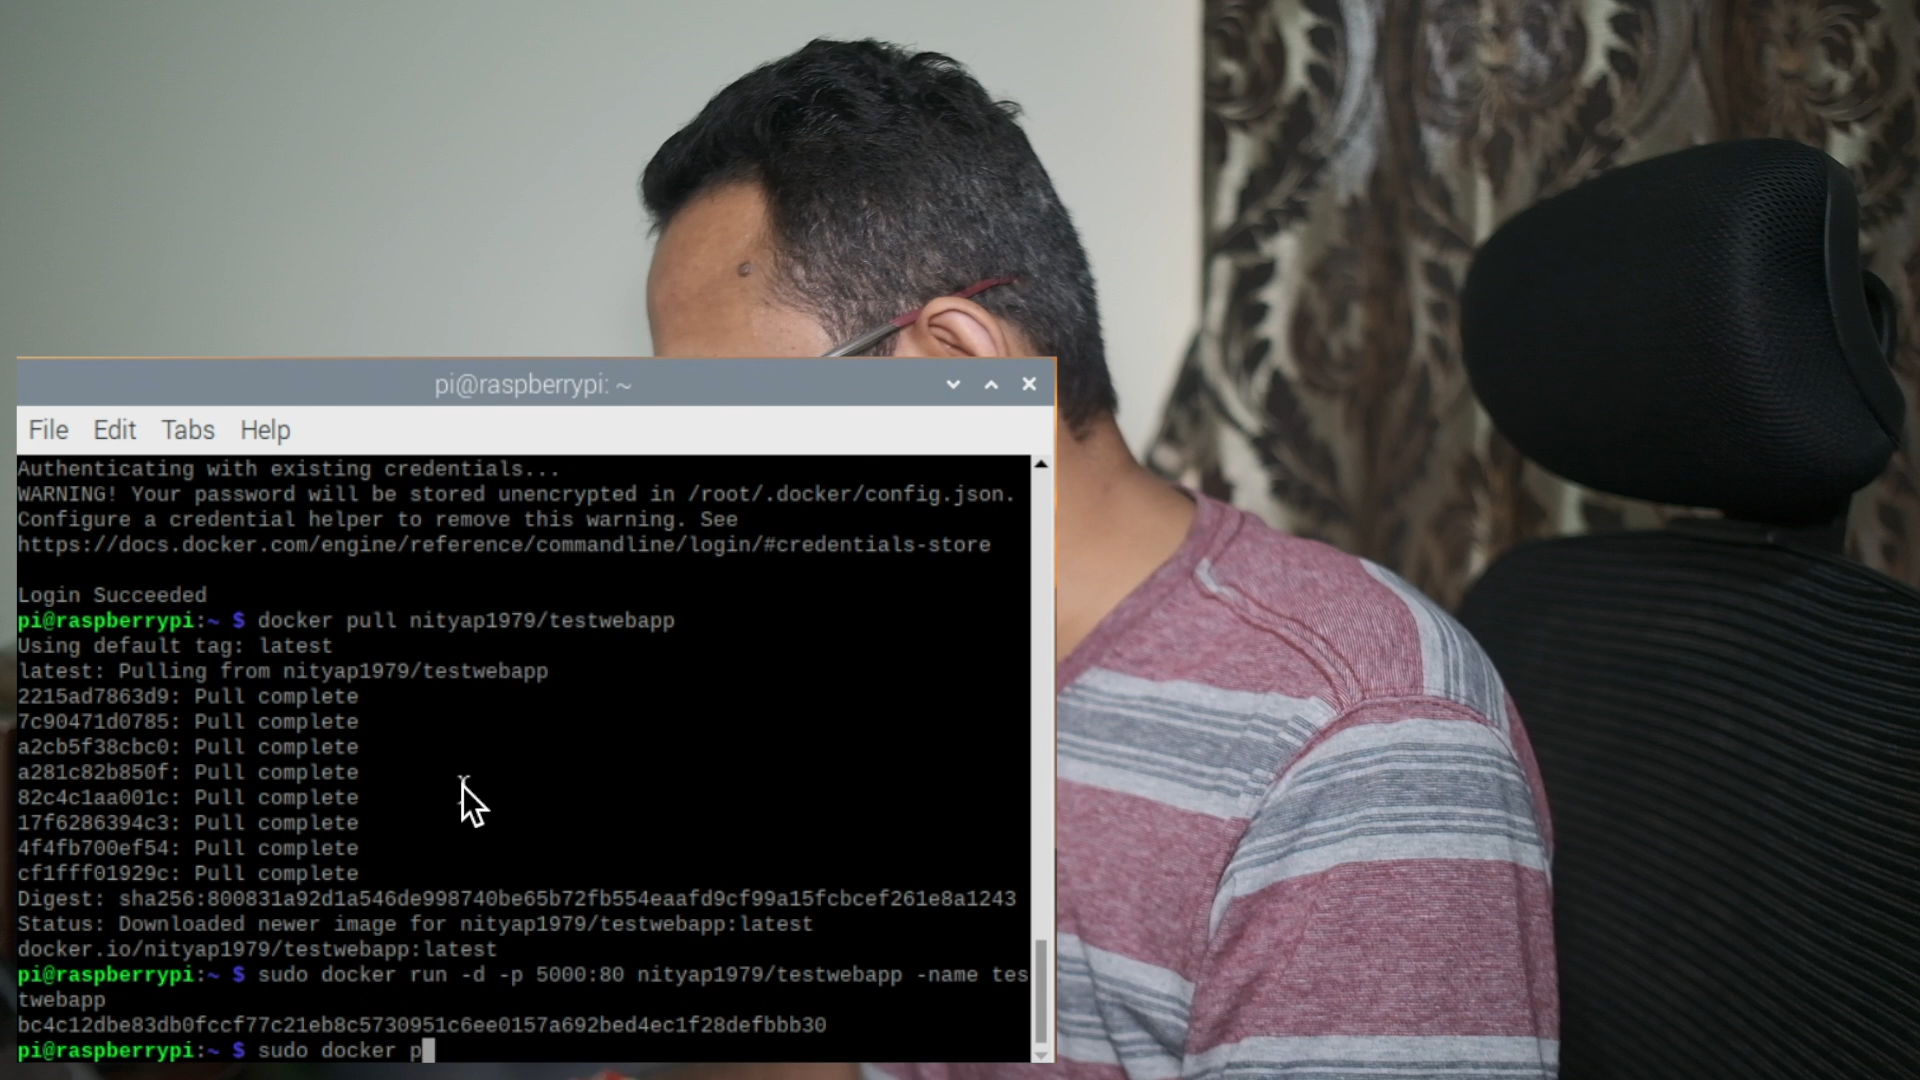 pi@raspberrypi: ~
File Edit Tabs Help
Authenticating with existing credentials...
WARNING! Your password will be stored unencrypted in /root/.docker/config.json.
Configure a credential helper to remove this warning. See
https://docs.docker.com/engine/reference/commandline/login/#credentials-store
Login Succeeded
pi@raspberrypi:~ $ docker pull nityap1979/testwebapp
Using default tag: latest
latest: Pulling from nityap1979/testwebapp
2215ad7863d9: Pull complete
7c90471d0785: Pull complete
a2cb5f38cbc0: Pull complete
a281c82b850f: Pull complete
82c4c1aa001c: Pull complete
17f6286394c3: Pull complete
4f4fb700ef54: Pull complete
cf1fff01929c: Pull complete
Digest: sha256:800831a92d1a546de998740be65b72fb554eaafd9cf99a15fcbcef261e8a1243
Status: Downloaded newer image for nityap1979/testwebapp:latest
docker.io/nityap1979/testwebapp:latest
pi@raspberrypi:~ $ sudo docker run -d -p 5000:80 nityap1979/testwebapp -name tes
twebapp
bc4c12dbe83db0fccf77c21eb8c5730951c6ee0157a692bed4ec1f28defbbb30
pi@raspberrypi:~ $ sudo docker p